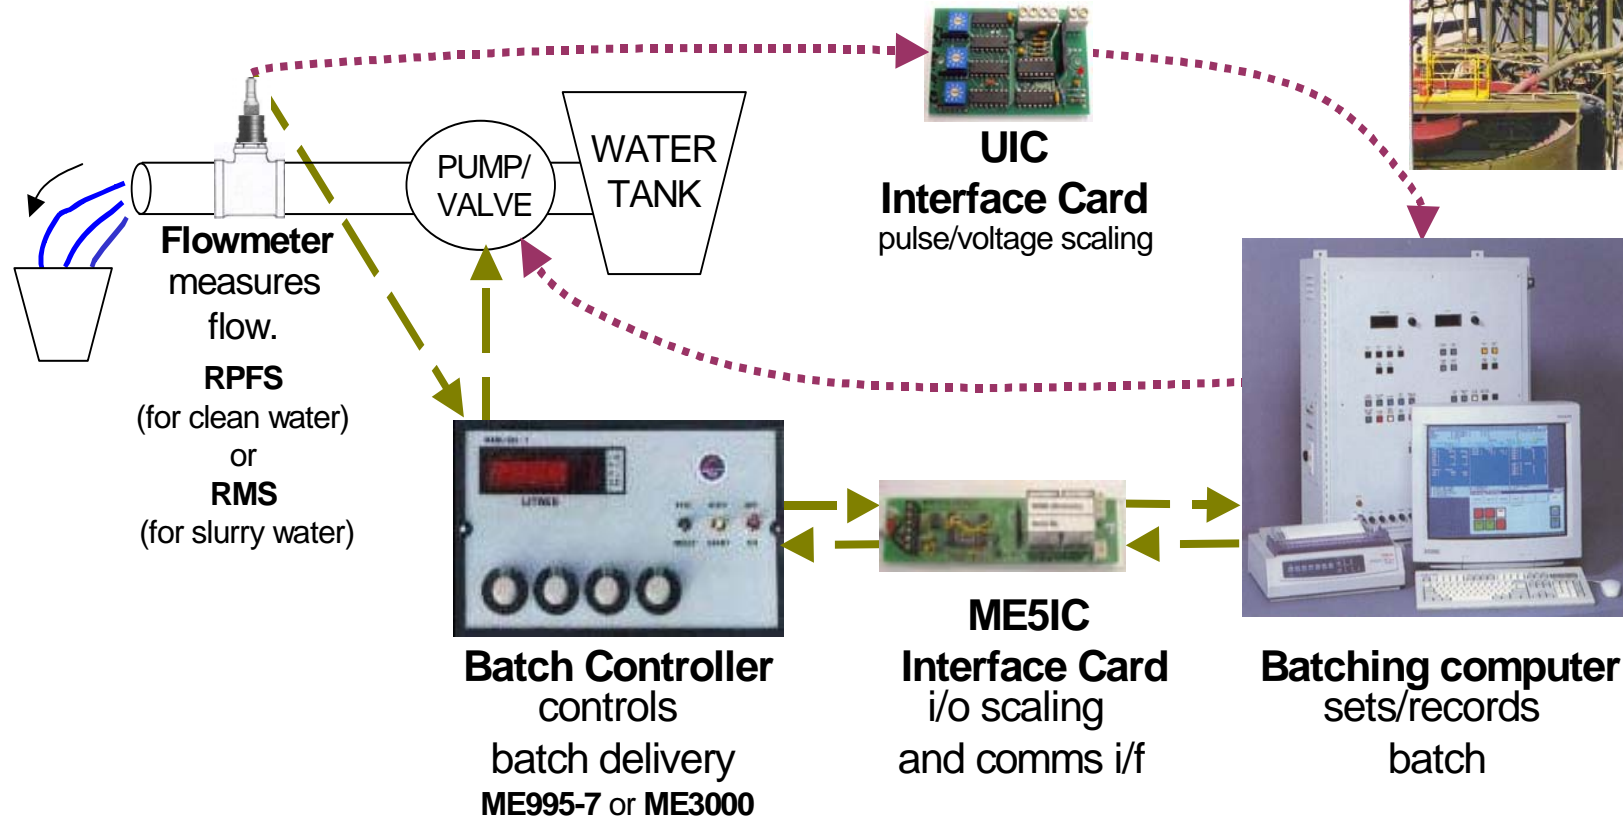 UIC
Interface Card
pulse/voltage scaling
PUMP/
VALVE
WATER
TANK
Flowmeter
measures
flow.
RPFS
(for clean water)
or
RMS
(for slurry water)
LITRES
Batch Controller
controls
batch delivery
ME995-7 or ME3000
ME5IC
Interface Card
i/o scaling
and comms i/f
Batching computer
sets/records
batch